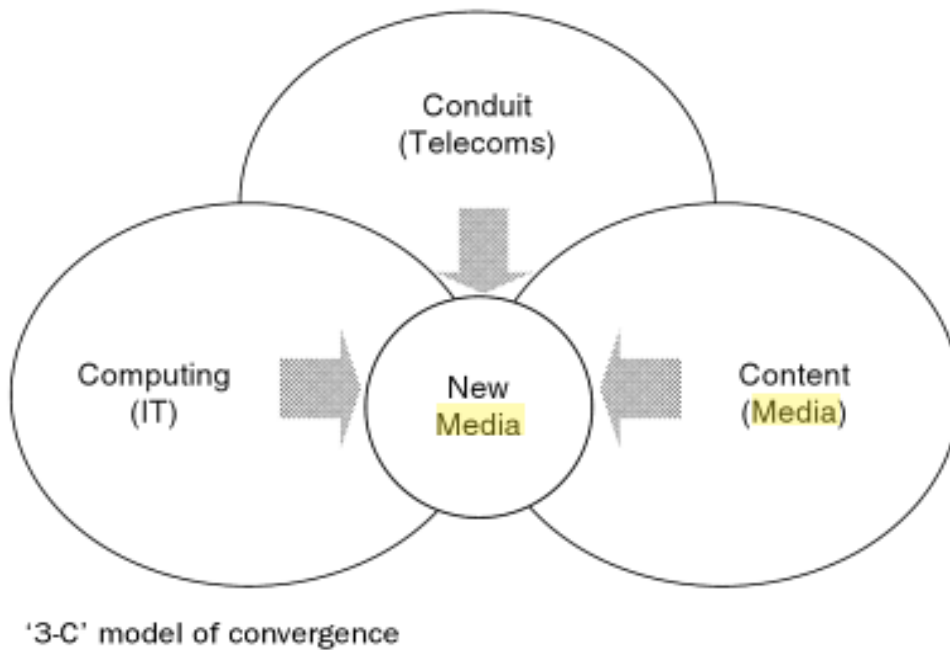 Conduit
(Telecoms)
Computing
(IT)
New
Media
Content
(Media)
‘3-C’ model of convergence